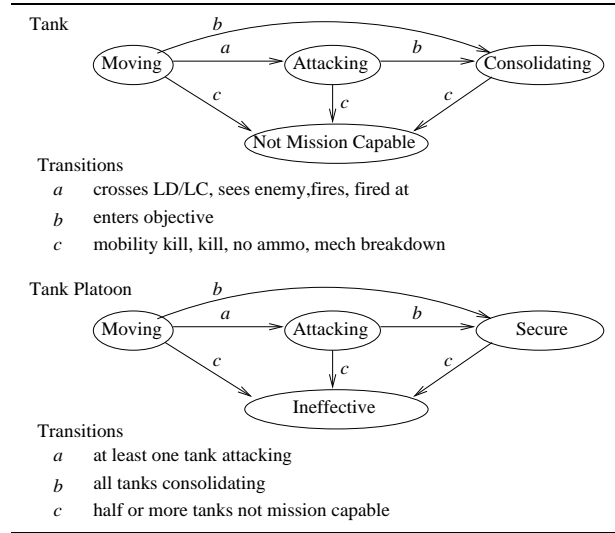 Tank
b
Moving a Attacking b Consolidating
c c c
Not Mission Capable
Transitions
a crosses LD/LC, sees enemy,fires, fired at
b enters objective
c mobility kill, kill, no ammo, mech breakdown
Tank Platoon
b
Moving a Attacking b Secure
c c c
Ineffective
Transitions
a at least one tank attacking
b all tanks consolidating
c half or more tanks not mission capable